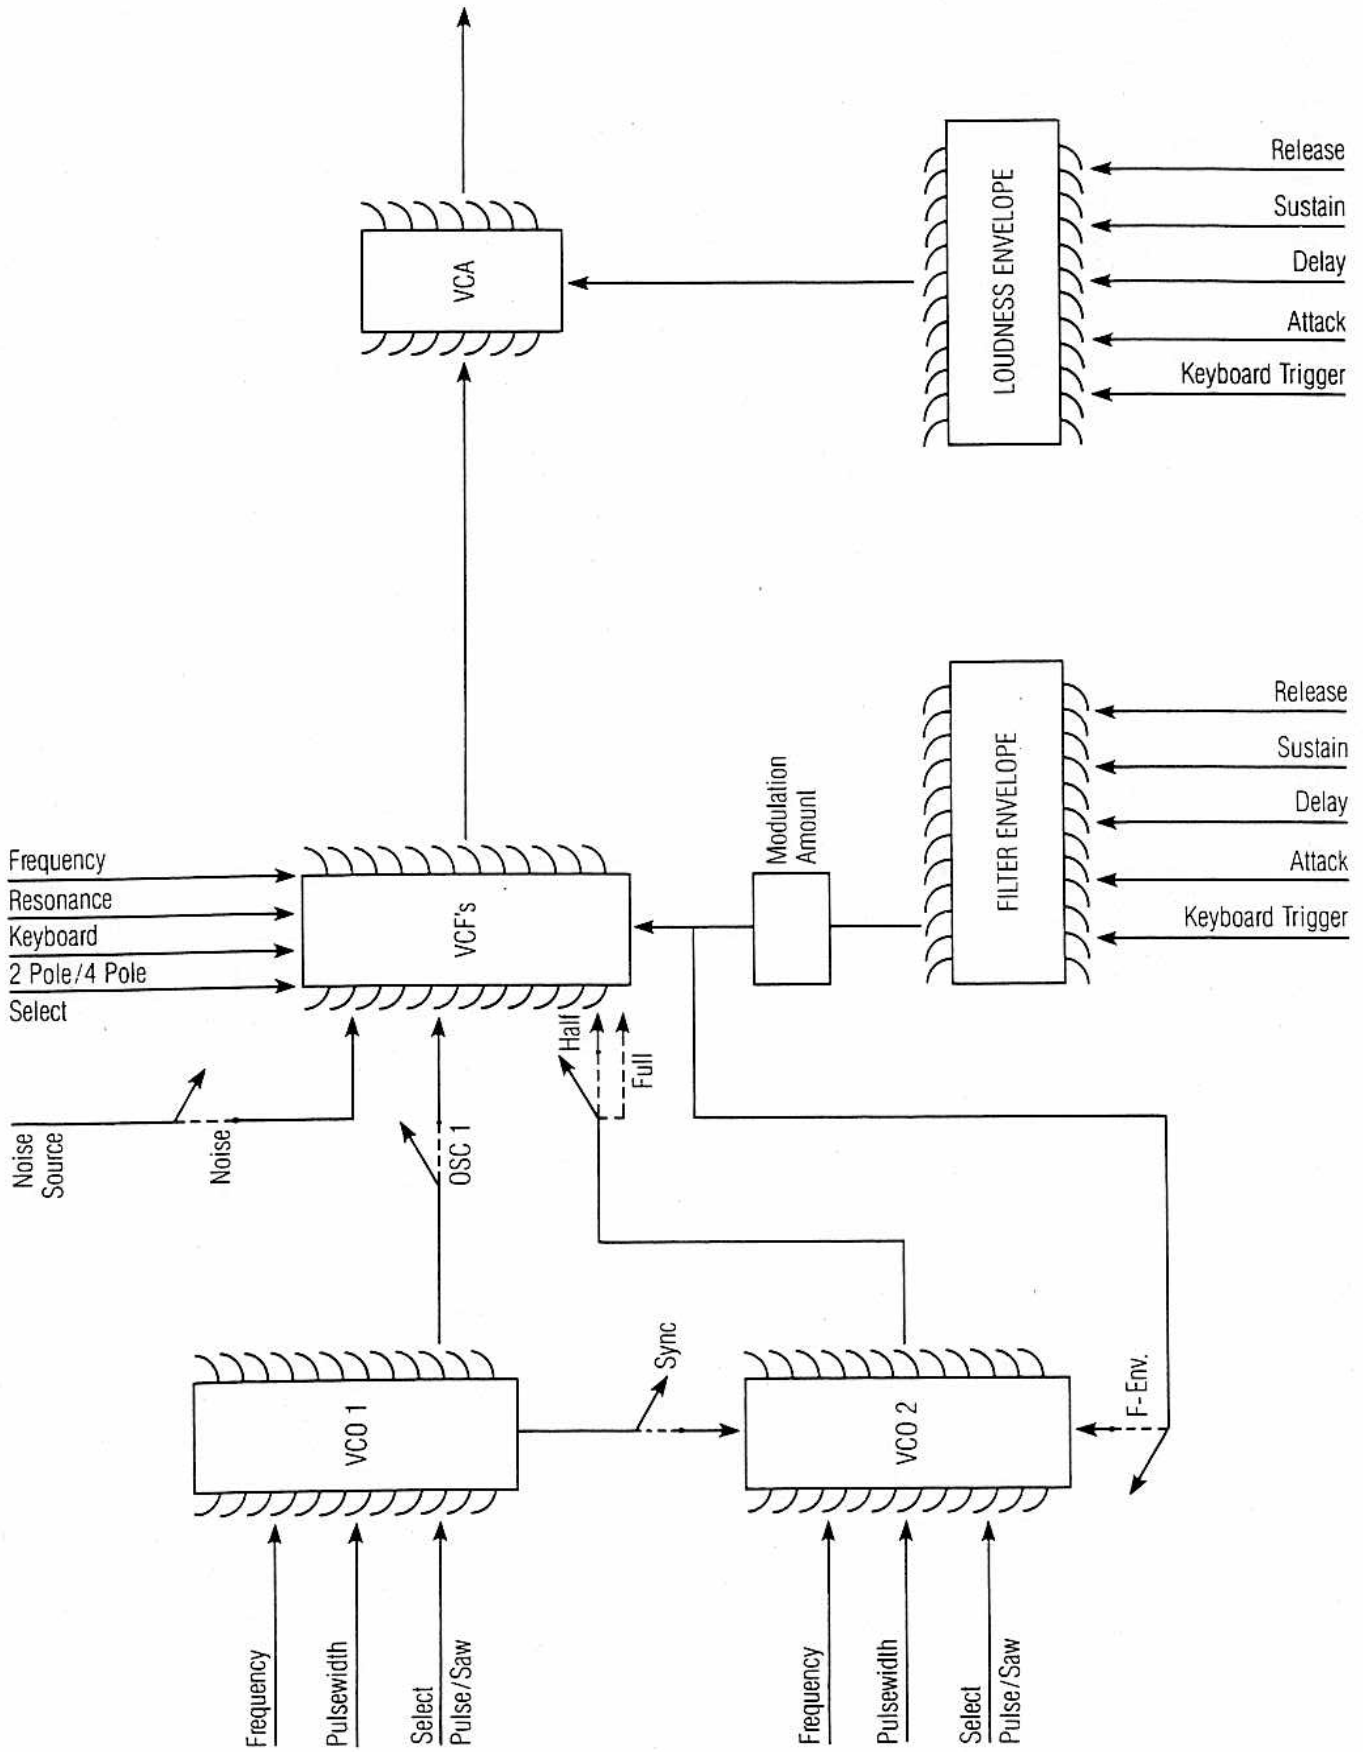 VCA
LOUDNESS ENVELOPE
Release
Sustain
Delay
Attack
Keyboard Trigger
Frequency
Resonance
Keyboard
2 Pole/4 Pole
Select
VCF's
Modulation
Amount
FILTER ENVELOPE
Release
Sustain
Delay
Attack
Keyboard Trigger
Noise
Source
Noise
OSC 1
Half
Full
VCO 1
Sync
VCO 2
F-Env.
Frequency
Pulsewidth
Select
Pulse/Saw
Frequency
Pulsewidth
Select
Pulse/Saw